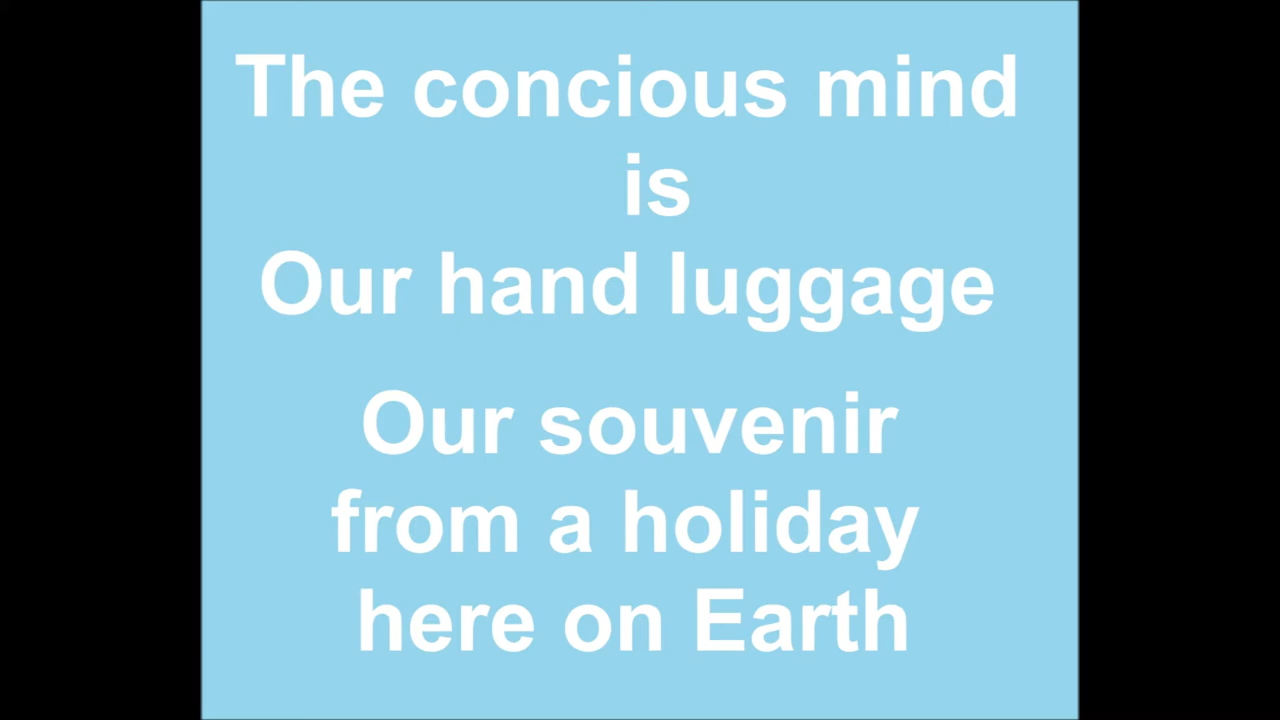 The concious mind
is
Our hand luggage
Our souvenir
from a holiday
here on Earth